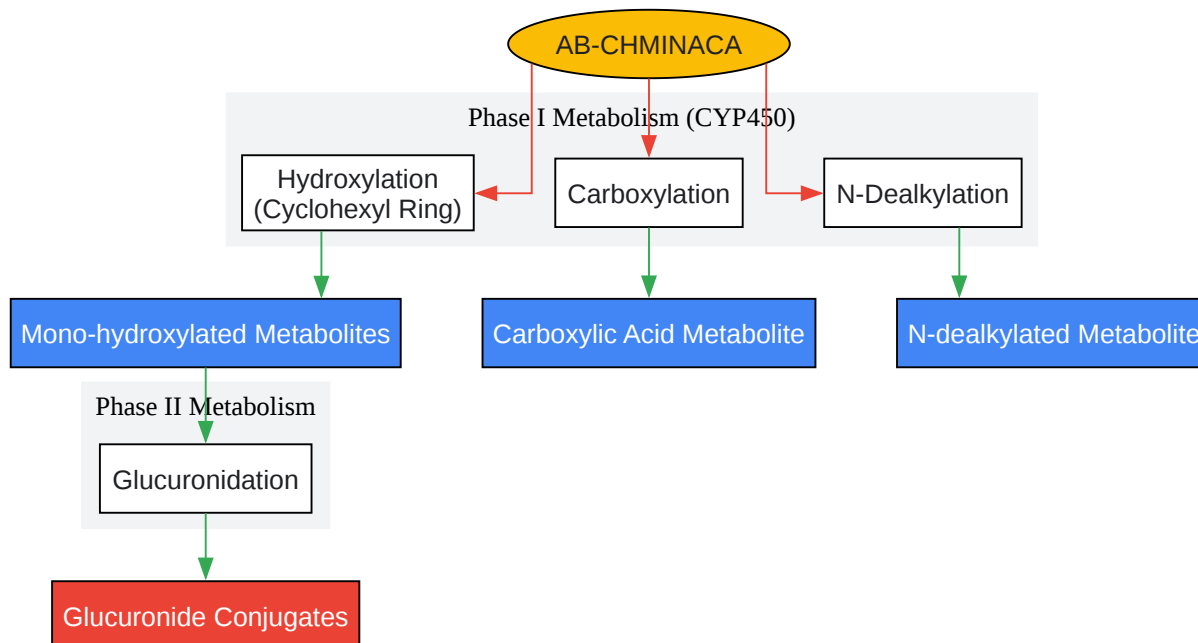 AB-CHMINACA
Phase I Metabolism (CYP450)
Hydroxylation
(Cyclohexyl Ring)
Carboxylation
N-Dealkylation
Mono-hydroxylated Metabolites
Carboxylic Acid Metabolite
N-dealkylated Metabolite
Phase II Metabolism
Glucuronidation
Glucuronide Conjugates